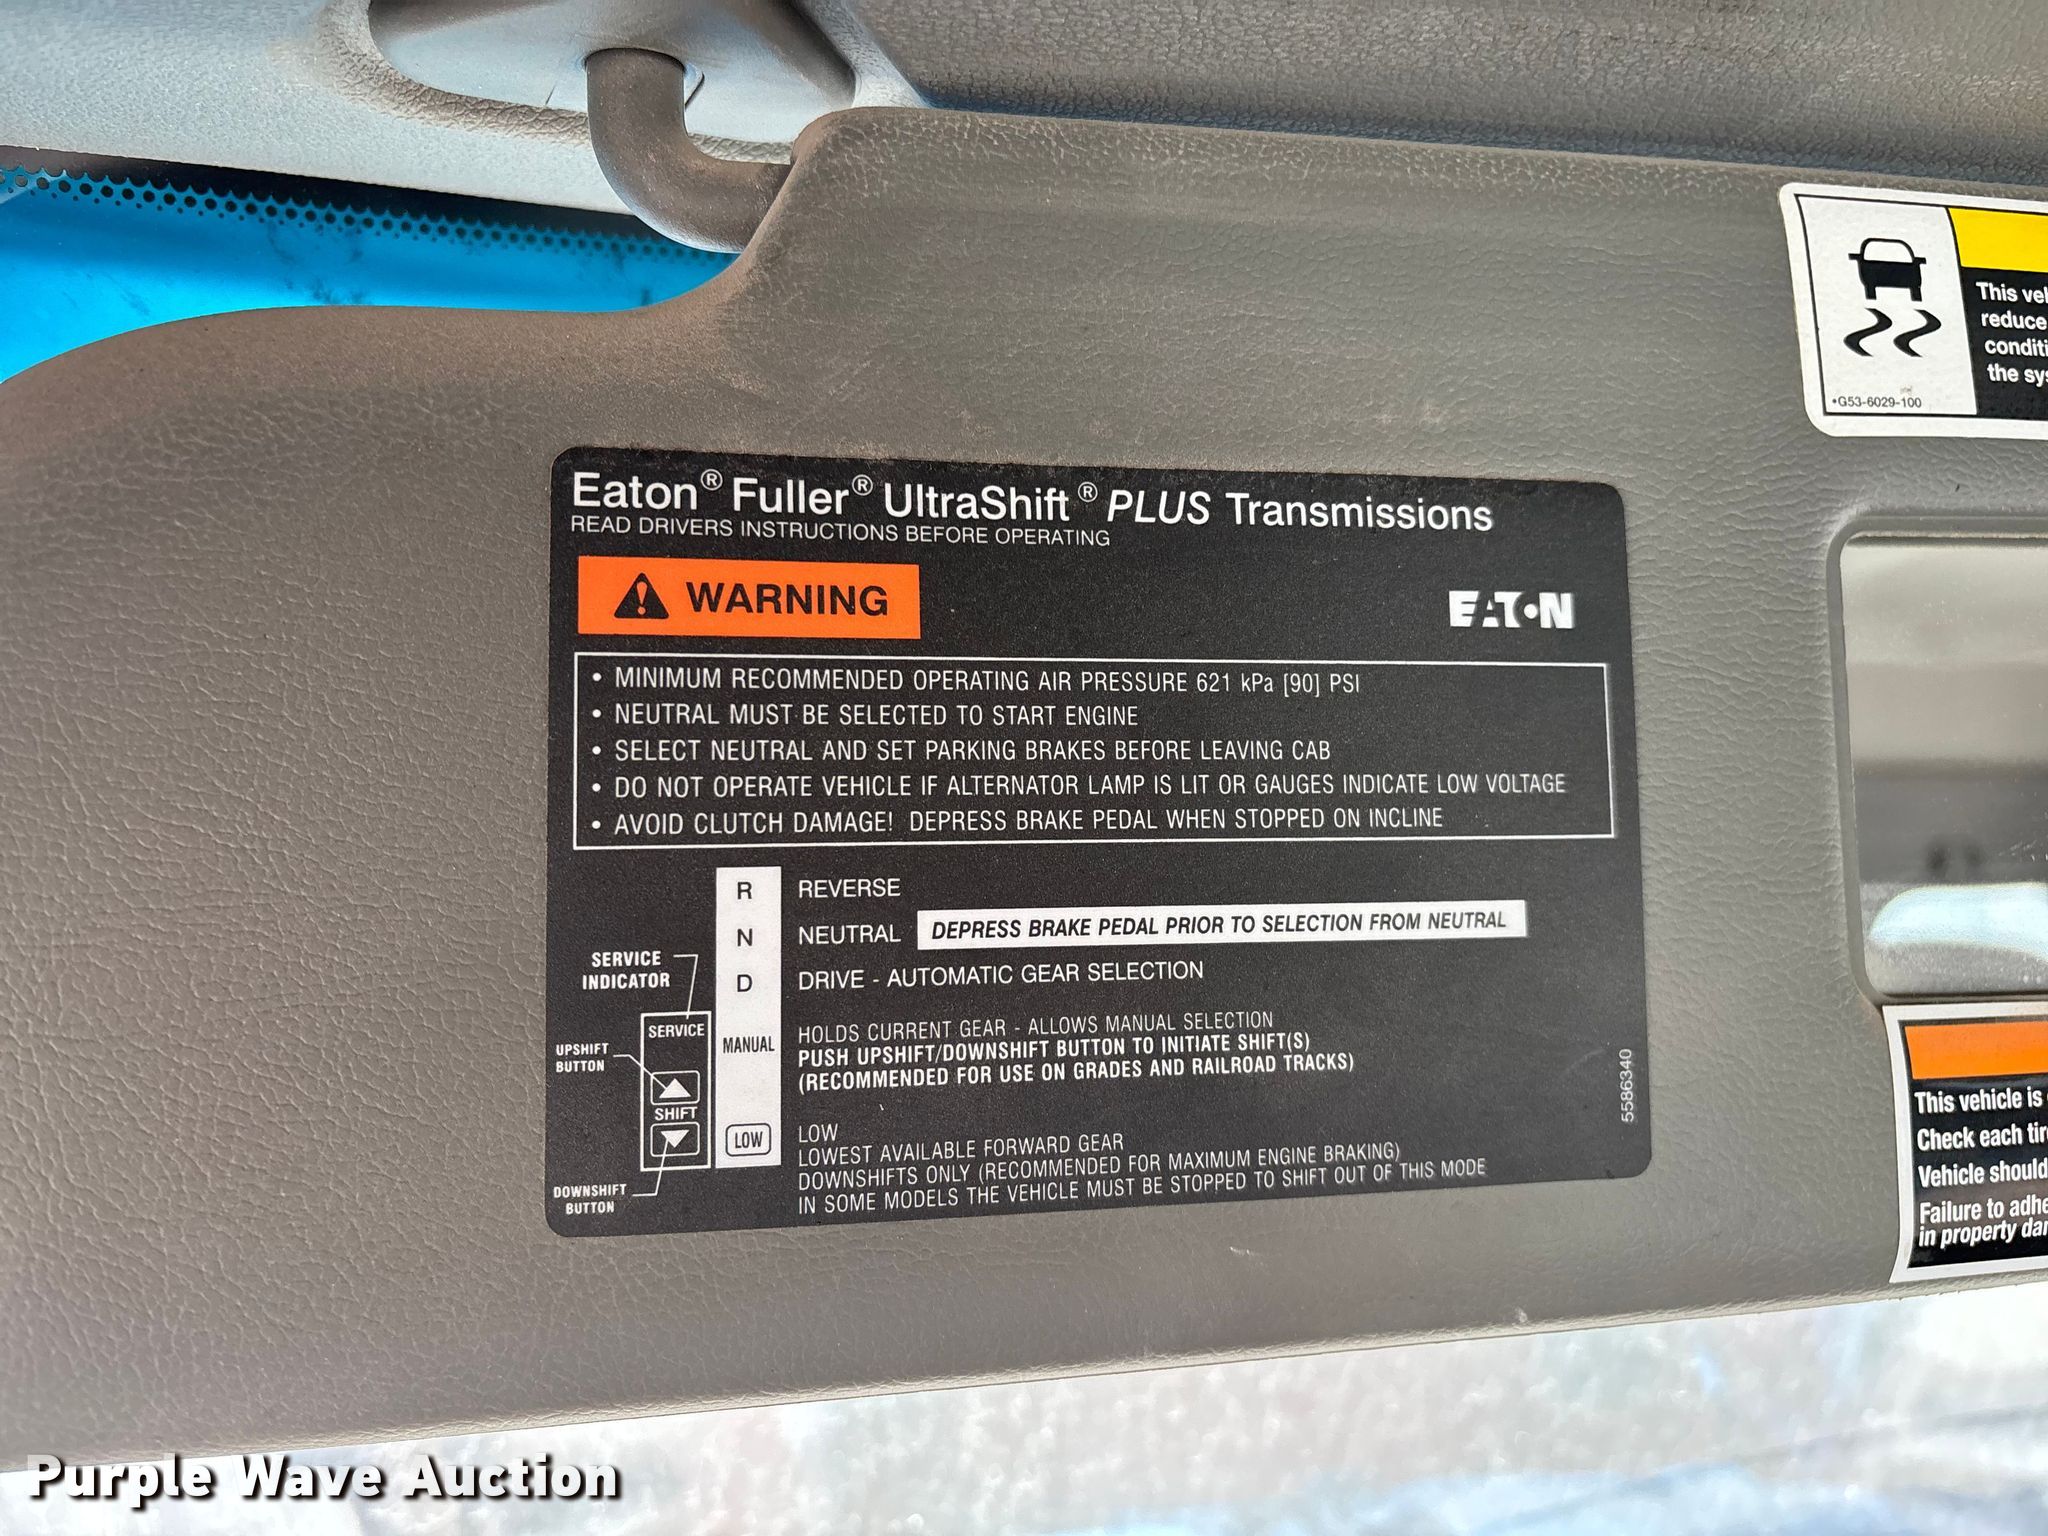 Eaton® Fuller® UltraShift® PLUS Transmissions
READ DRIVERS INSTRUCTIONS BEFORE OPERATING
WARNING
EATON
• MINIMUM RECOMMENDED OPERATING AIR PRESSURE 621 kPa [90] PSI
• NEUTRAL MUST BE SELECTED TO START ENGINE
• SELECT NEUTRAL AND SET PARKING BRAKES BEFORE LEAVING CAB
• DO NOT OPERATE VEHICLE IF ALTERNATOR LAMP IS LIT OR GAUGES INDICATE LOW VOLTAGE
• AVOID CLUTCH DAMAGE! DEPRESS BRAKE PEDAL WHEN STOPPED ON INCLINE
R REVERSE
N NEUTRAL DEPRESS BRAKE PEDAL PRIOR TO SELECTION FROM NEUTRAL
D DRIVE - AUTOMATIC GEAR SELECTION
SERVICE
INDICATOR
SERVICE
UPSHIFT
BUTTON
SHIFT
DOWNSHIFT
BUTTON
MANUAL
HOLDS CURRENT GEAR - ALLOWS MANUAL SELECTION
PUSH UPSHIFT/DOWNSHIFT BUTTON TO INITIATE SHIFT(S)
(RECOMMENDED FOR USE ON GRADES AND RAILROAD TRACKS)
LOW
LOW
LOWEST AVAILABLE FORWARD GEAR
DOWNSHIFTS ONLY (RECOMMENDED FOR MAXIMUM ENGINE BRAKING)
IN SOME MODELS THE VEHICLE MUST BE STOPPED TO SHIFT OUT OF THIS MODE
5586340
This
reduce
the
•G53-6029-100
This vehicle is
Check each
Vehicle should
Failure to
in property
Purple Wave Auction